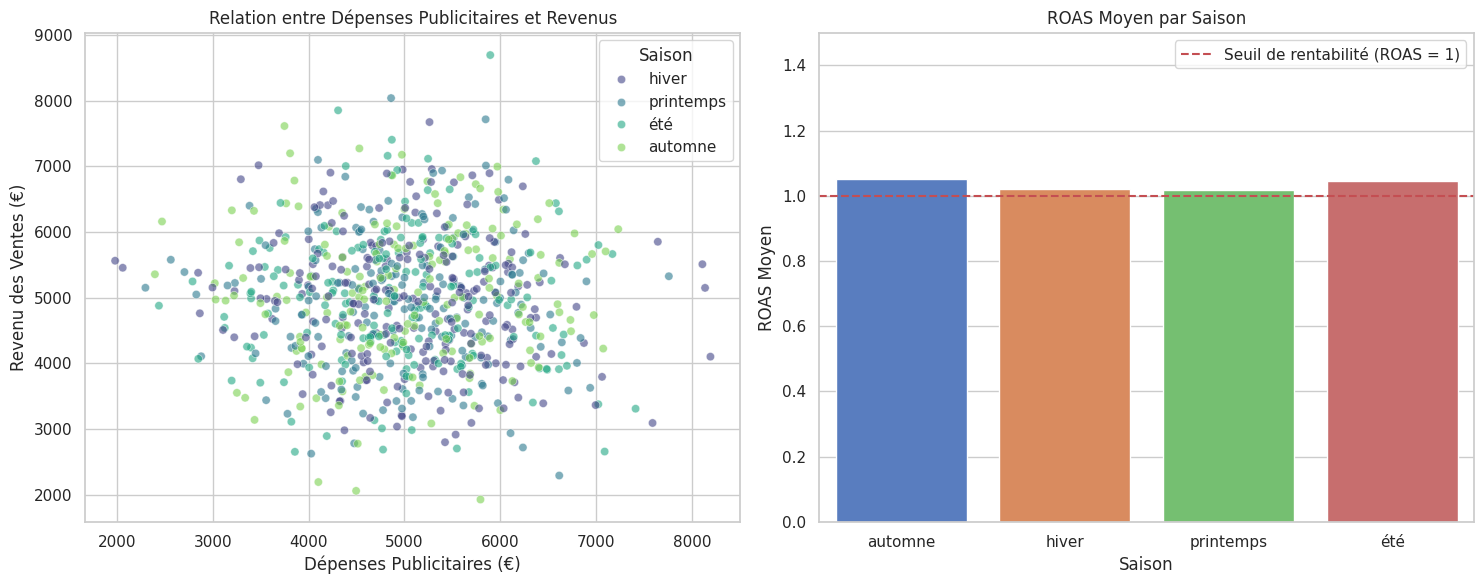 Relation entre Dépenses Publicitaires et Revenus
Revenu des Ventes (€)
9000
8000
7000
6000
5000
4000
3000
2000
Saison
hiver
printemps
été
automne
2000 3000 4000 5000 6000 7000 8000
Dépenses Publicitaires (€)
ROAS Moyen par Saison
ROAS Moyen
1.4
1.2
1.0
0.8
0.6
0.4
0.2
0.0
Seuil de rentabilité (ROAS = 1)
automne hiver printemps été
Saison